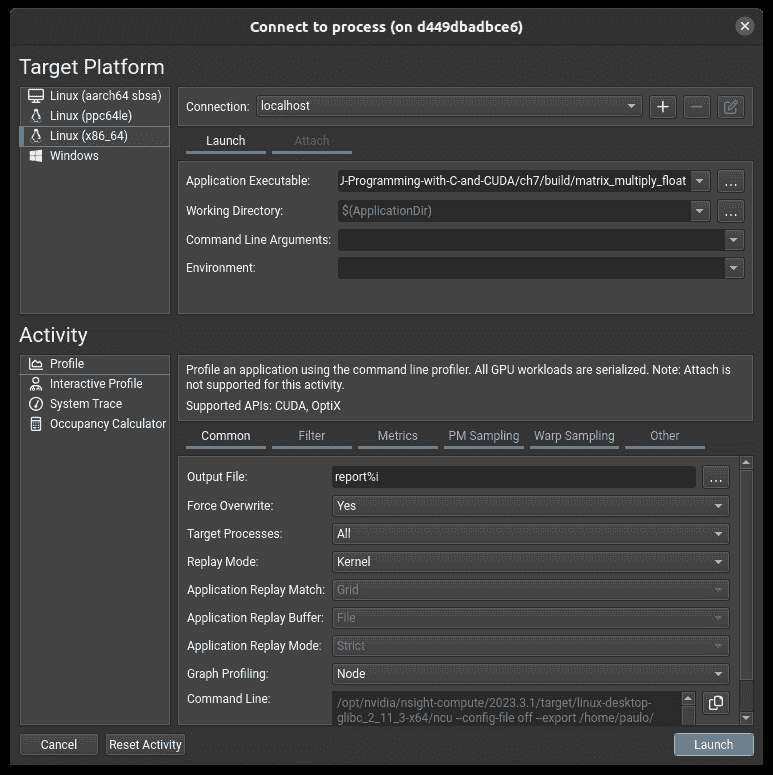 Connect to process (on d449dbadbce6)
Target Platform
Linux (aarch64 sbsa)
Linux (ppc64le)
Linux (x86_64)
Windows
Connection: localhost
Launch Attach
Application Executable: J-Programming-with-C-and-CUDA/ch7/build/matrix_multiply_float ...
Working Directory: $(ApplicationDir) ...
Command Line Arguments:
Environment:
Activity
Profile
Interactive Profile
System Trace
Occupancy Calculator
Profile an application using the command line profiler. All GPU workloads are serialized. Note: Attach is
not supported for this activity.
Supported APIs: CUDA, OptiX
Common Filter Metrics PM Sampling Warp Sampling Other
Output File: report%i ...
Force Overwrite: Yes
Target Processes: All
Replay Mode: Kernel
Application Replay Match: Grid
Application Replay Buffer: File
Application Replay Mode: Strict
Graph Profiling: Node
Command Line: /opt/nvidia/nsight-compute/2023.3.1/target/linux-desktop-
glibc_2_11_3-x64/ncu --config-file off --export /home/paulo/
Cancel Reset Activity Launch